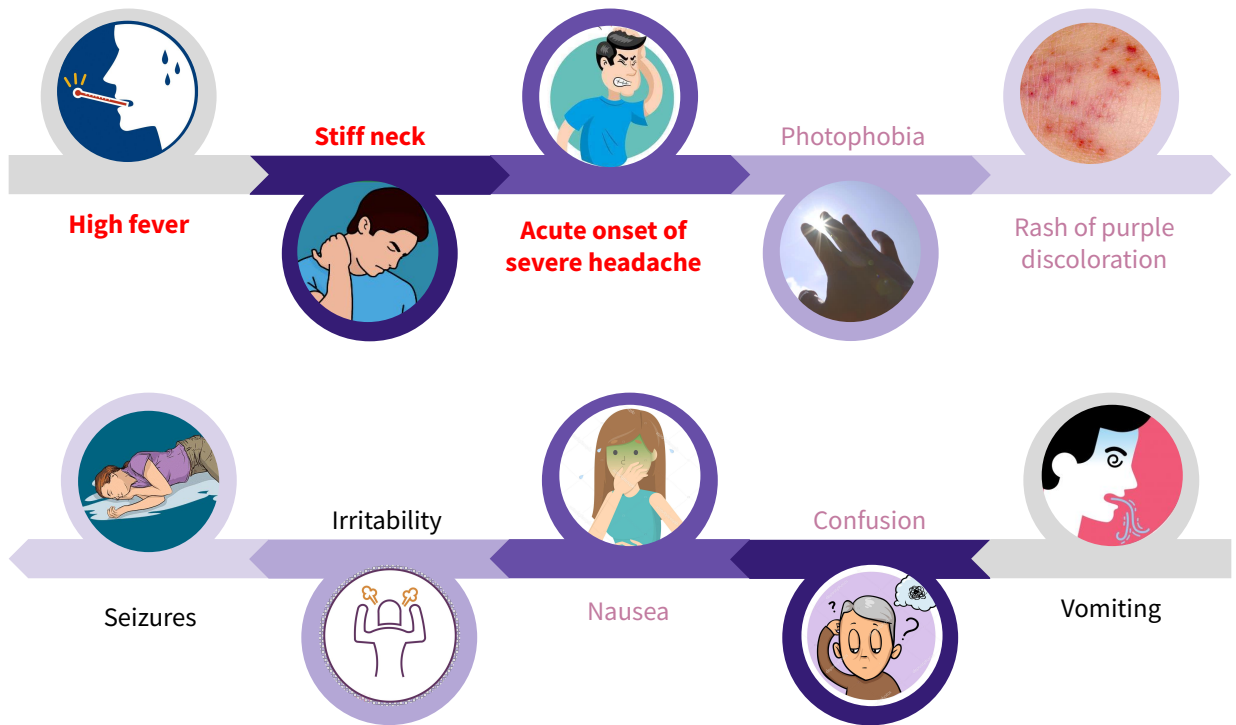 Stiff neck
Photophobia
High fever
Acute onset of
severe headache
Rash of purple
discoloration
Irritability
Confusion
Seizures
Nausea
Vomiting